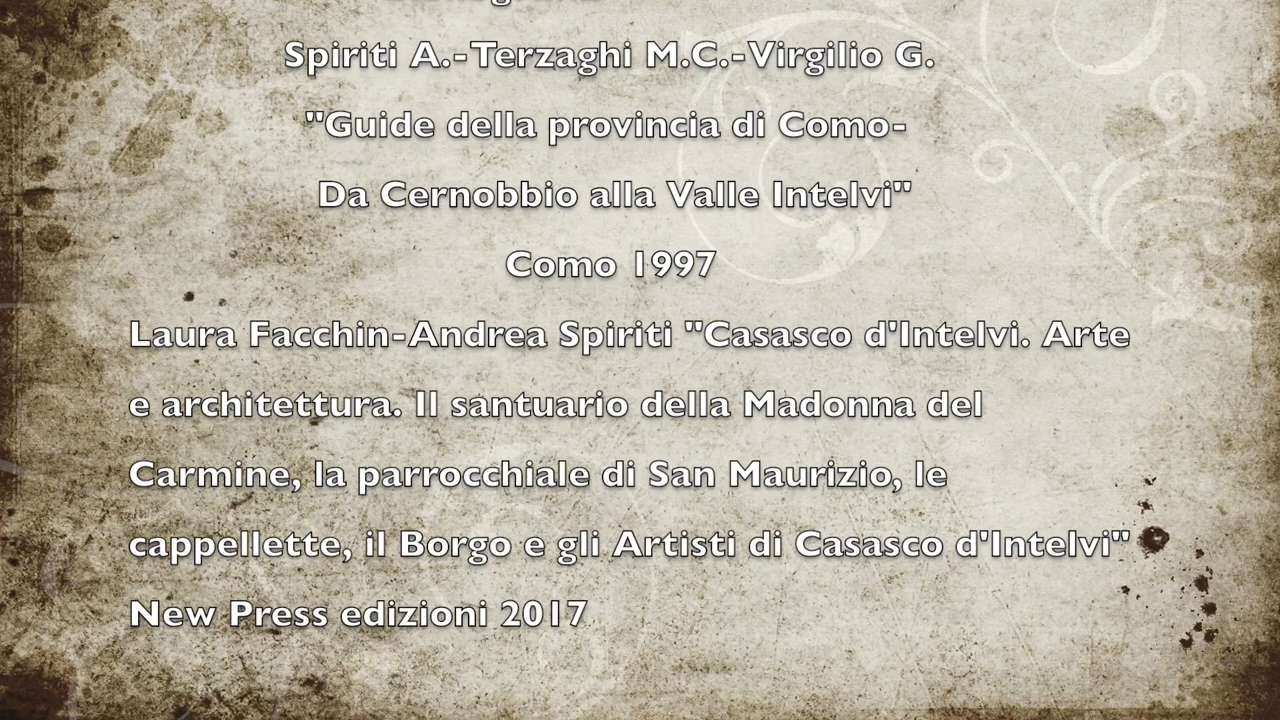 Spiriti A.-Terzaghi M.C.-Virgilio G.
"Guide della provincia di Como-
Da Cernobbio alla Valle Intelvi"
Como 1997
Laura Facchin-Andrea Spiriti "Casasco d'Intelvi. Arte
e architettura. Il santuario della Madonna del
Carmine, la parrocchiale di San Maurizio, le
cappellette, il Borgo e gli Artisti di Casasco d'Intelvi"
New Press edizioni 2017